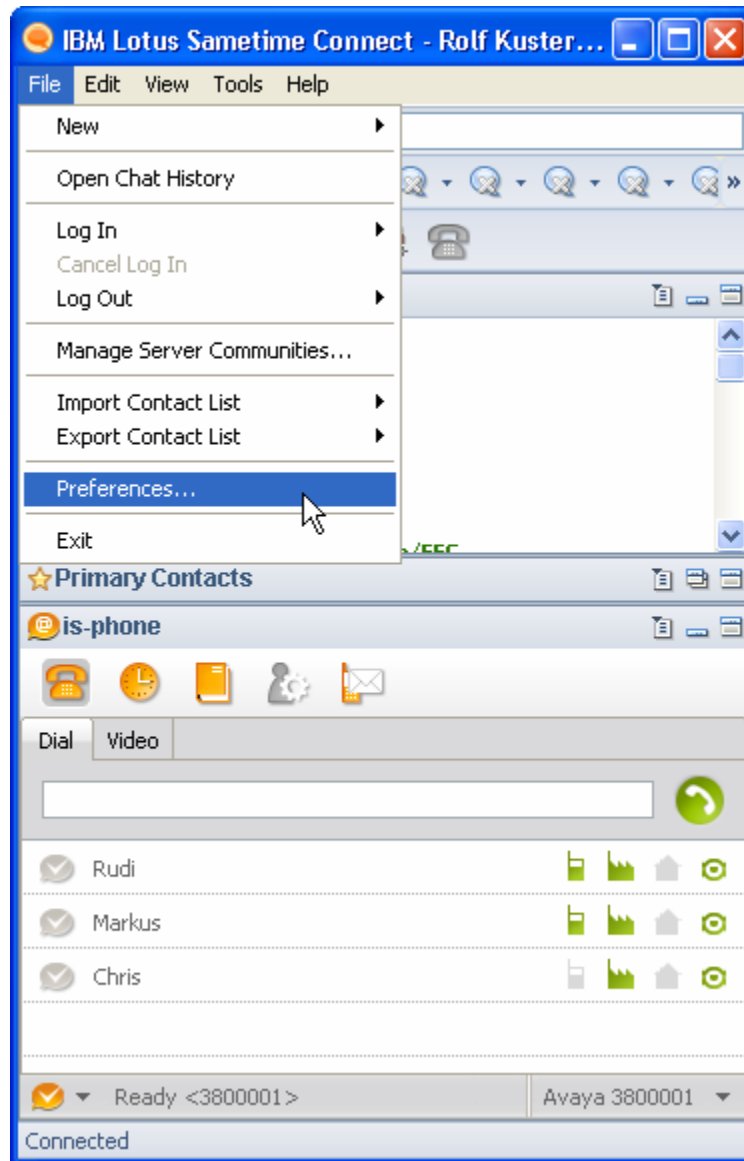 IBM Lotus Sametime Connect - Rolf Kuster...
File Edit View Tools Help
New
Open Chat History
Log In
Cancel Log In
Log Out
Manage Server Communities...
Import Contact List
Export Contact List
Preferences...
Exit
Primary Contacts
is-phone
Dial Video
Rudi
Markus
Chris
Ready <3800001> Avaya 3800001
Connected